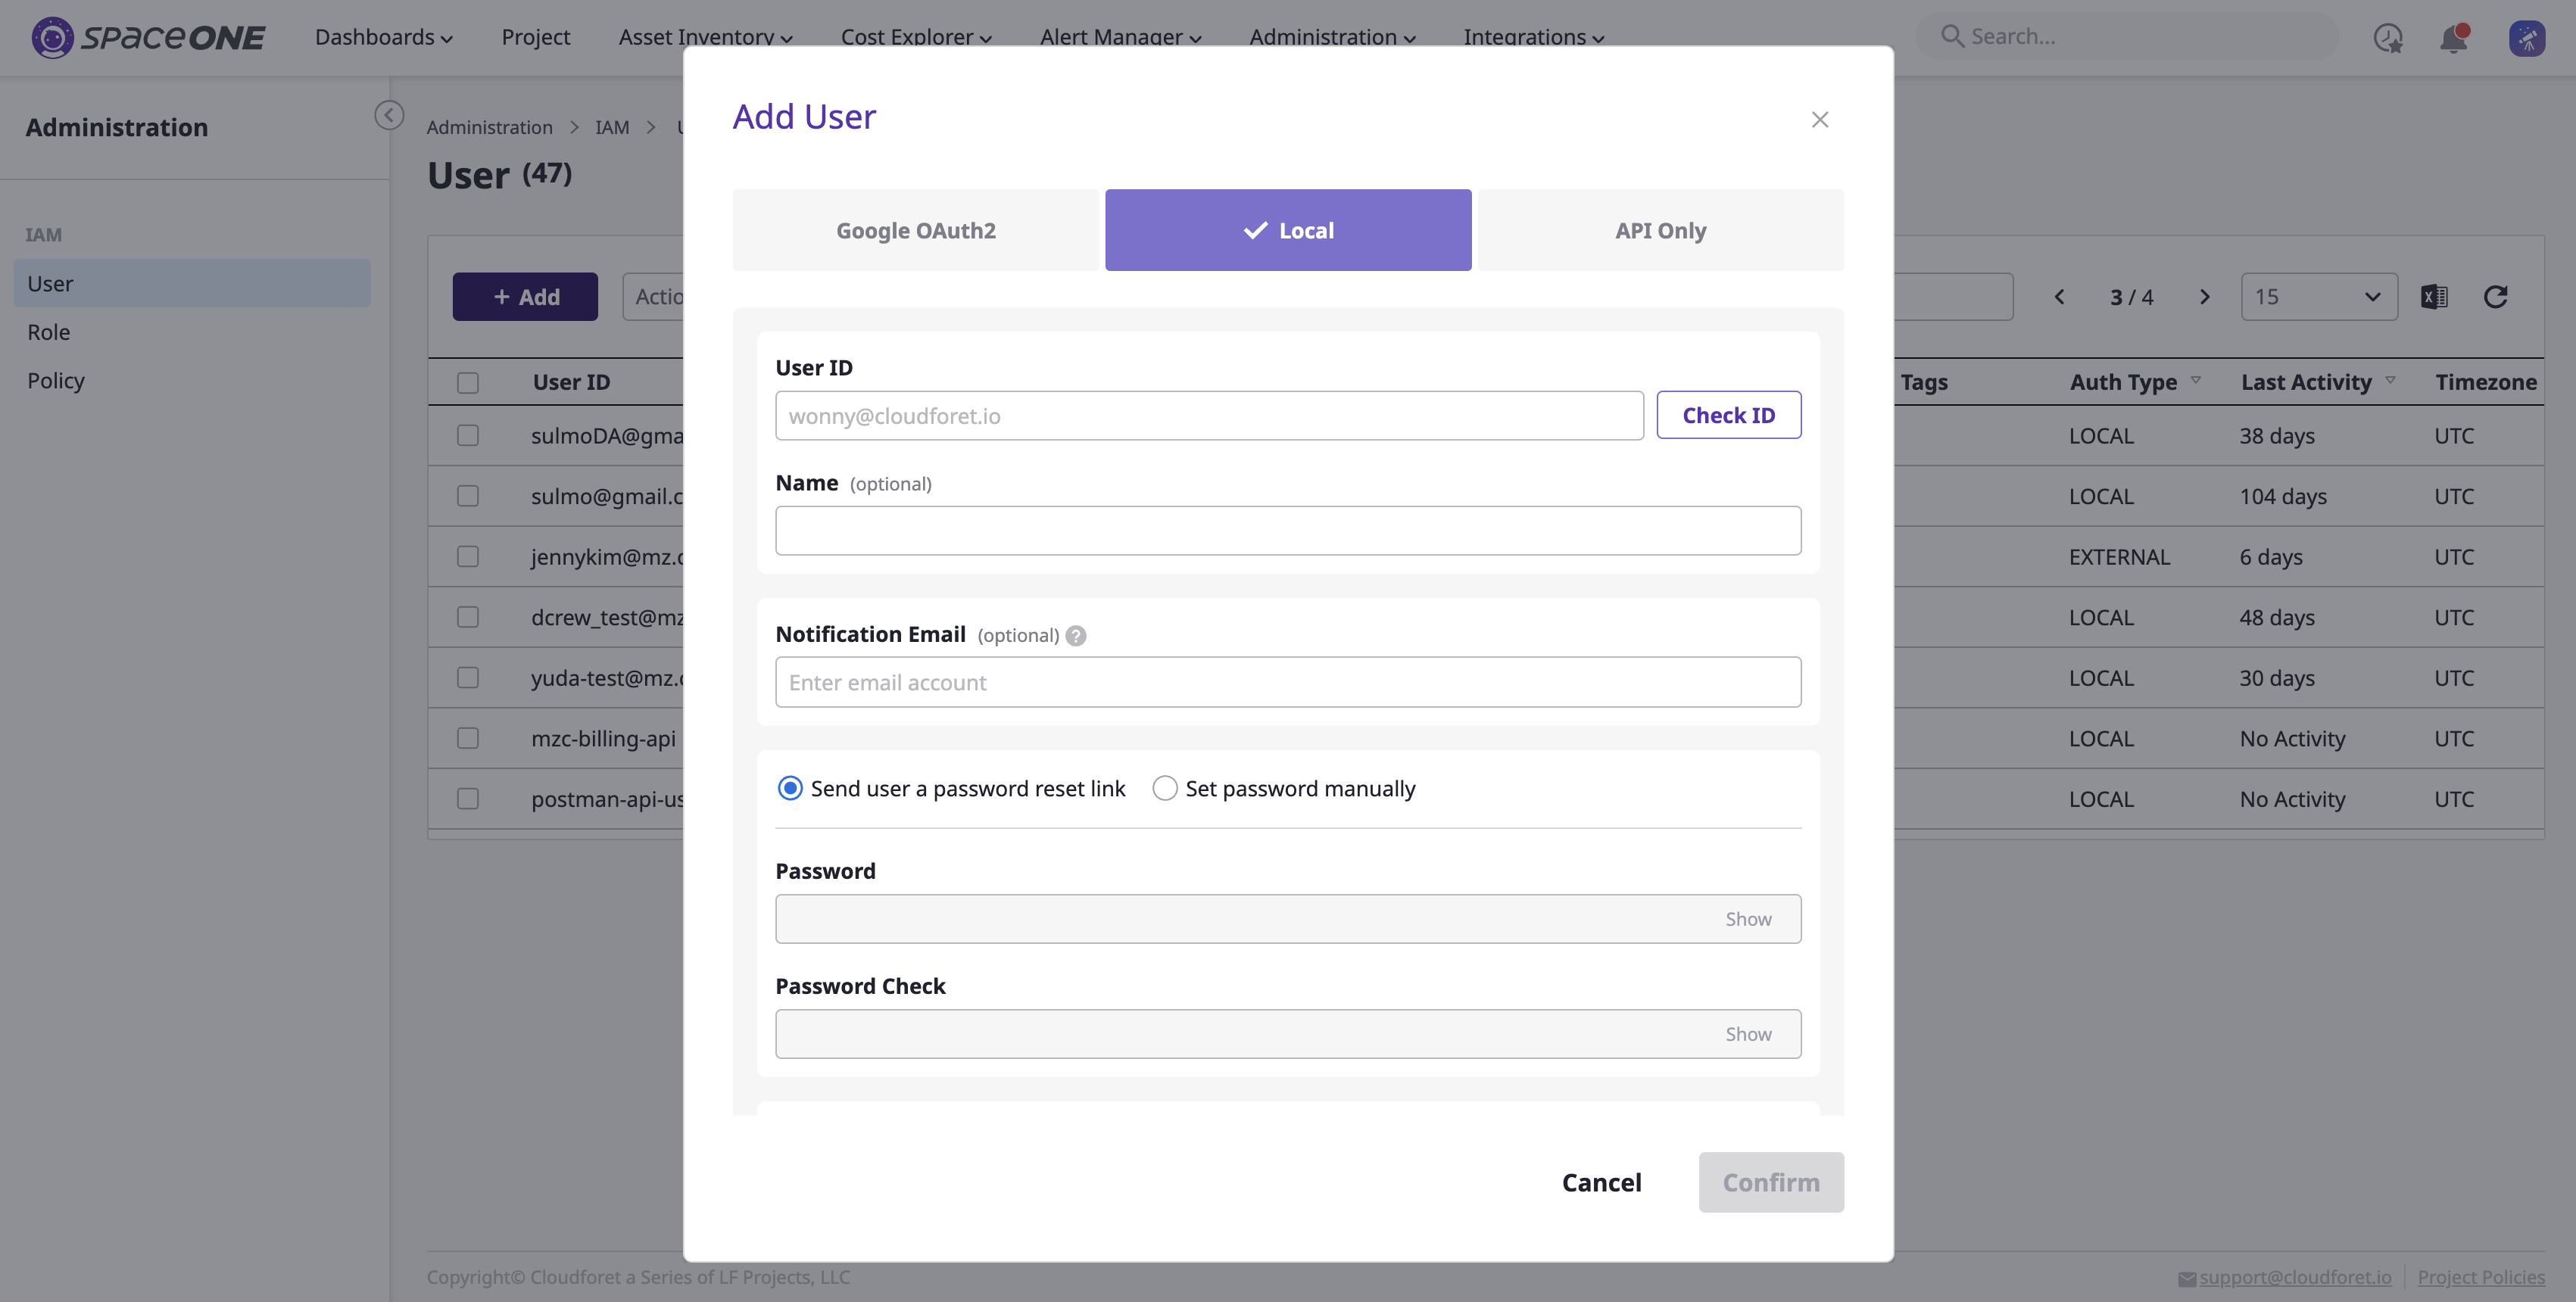 SPACEONE
Dashboards
Project
Asset Inventory
Cost Explorer
Alert Manager
Administration
Integrations
Search...
Administration
IAM
User
Role
Policy
Administration > IAM >
User (47)
+ Add
3 / 4
15
User ID
Tags
Auth Type
Last Activity
Timezone
sulmoDA@gma
LOCAL
38 days
UTC
sulmo@gmail.c
LOCAL
104 days
UTC
jennykim@mz.c
EXTERNAL
6 days
UTC
dcrew_test@mz
LOCAL
48 days
UTC
yuda-test@mz.c
LOCAL
30 days
UTC
mzc-billing-api
LOCAL
No Activity
UTC
postman-api-us
LOCAL
No Activity
UTC
Add User
Google OAuth2
Local
API Only
User ID
wonny@cloudforet.io
Check ID
Name (optional)
Notification Email (optional) ?
Enter email account
Send user a password reset link
Set password manually
Password
Show
Password Check
Show
Cancel
Confirm
Copyright© Cloudforet a Series of LF Projects, LLC
support@cloudforet.io
Project Policies